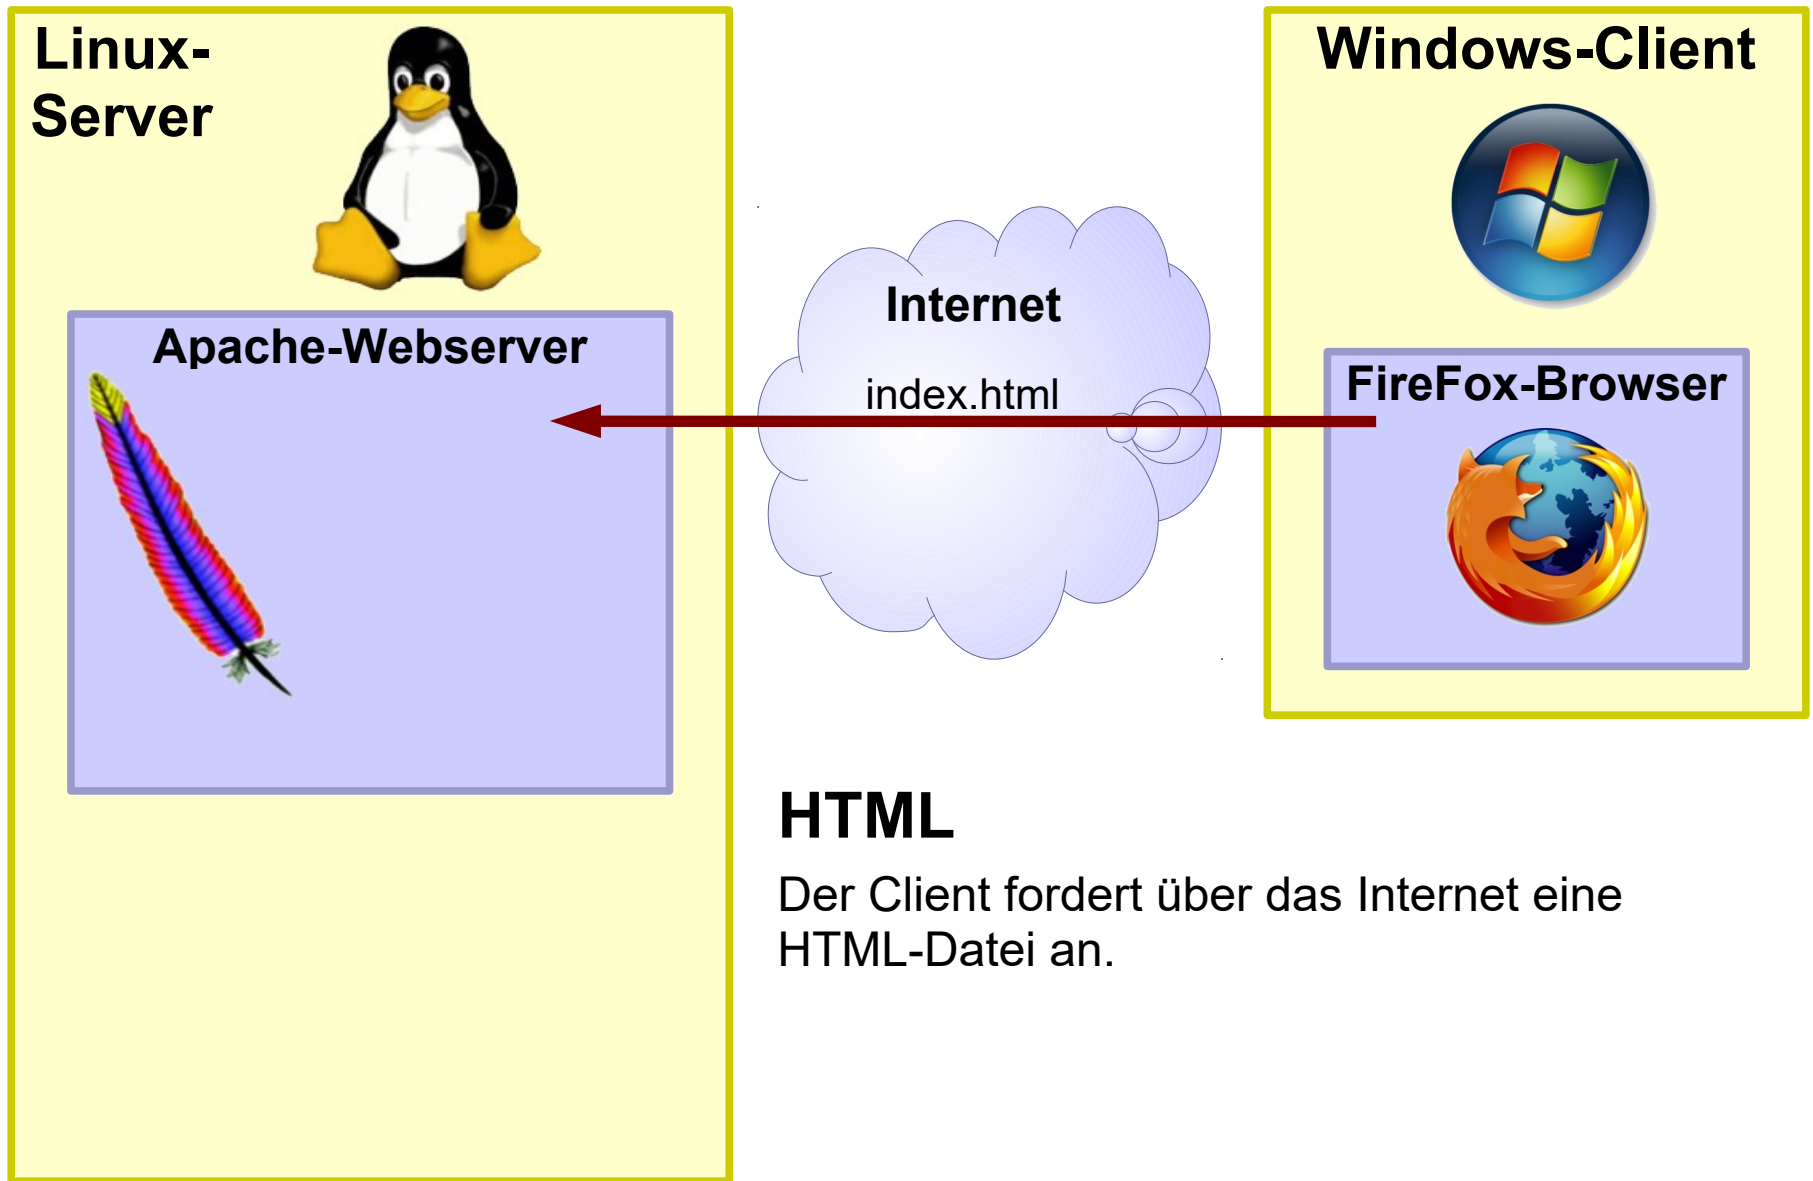 Linux-
Server
Windows-Client
Internet
Apache-Webserver
index.html
FireFox-Browser
HTML
Der Client fordert über das Internet eine
HTML-Datei an.